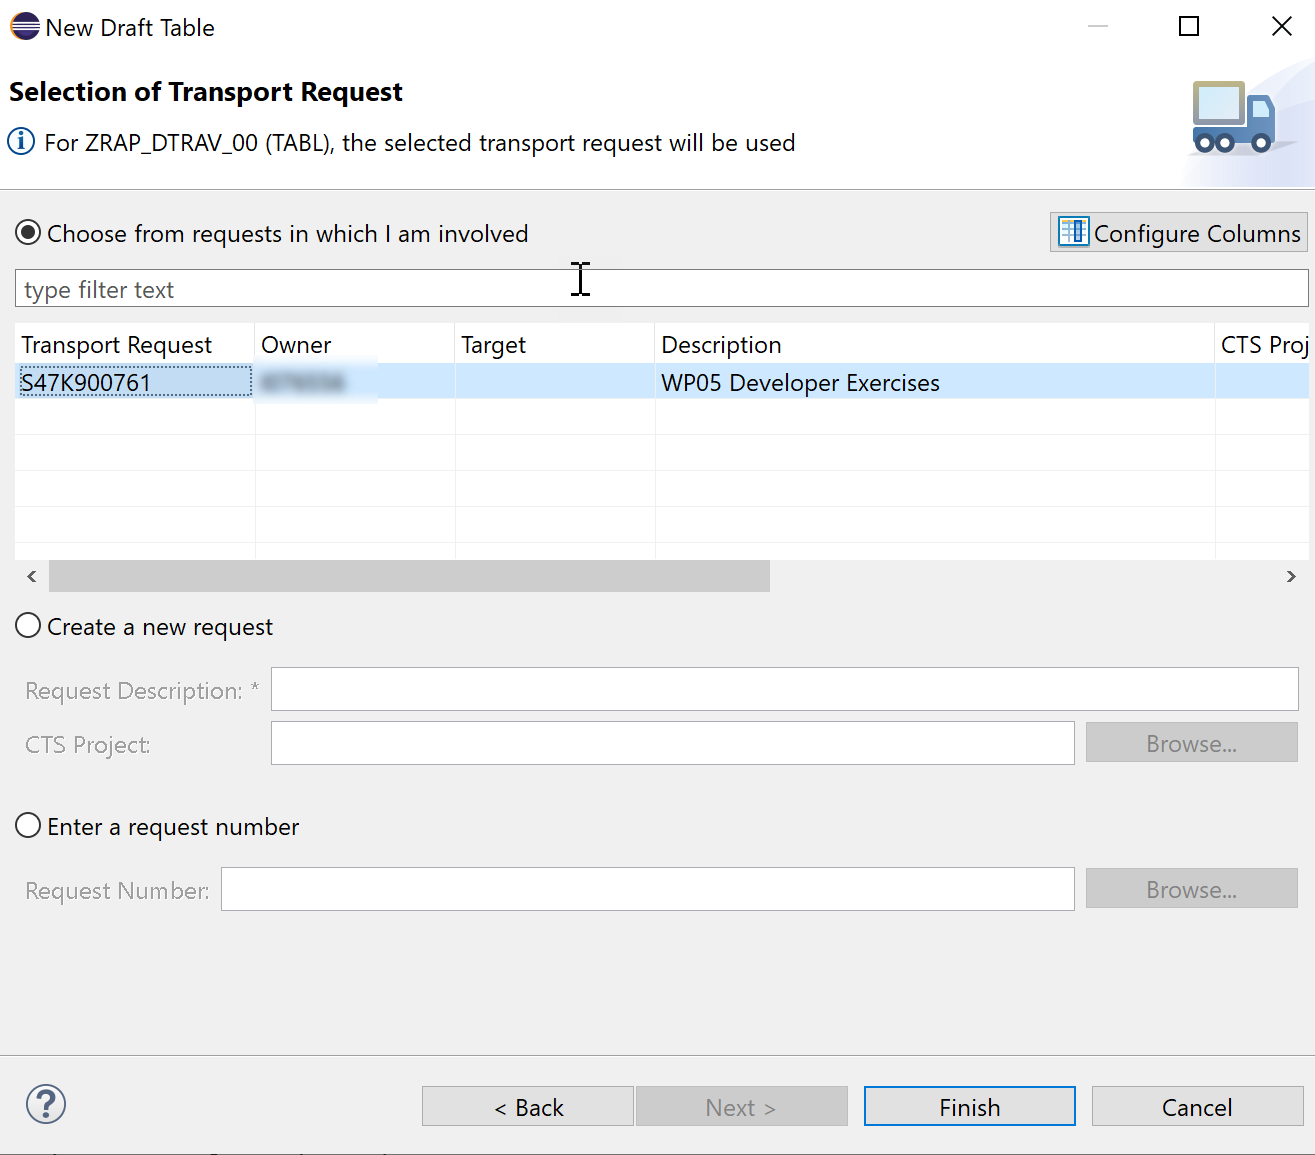 New Draft Table
Selection of Transport Request
For ZRAP_DTRAV_00 (TABL), the selected transport request will be used
Choose from requests in which I am involved
Configure Columns
type filter text
Transport Request Owner Target Description CTS Proj
S47K900761 WP05 Developer Exercises
Create a new request
Request Description: *
CTS Project: Browse...
Enter a request number
Request Number: Browse...
? < Back Next > Finish Cancel